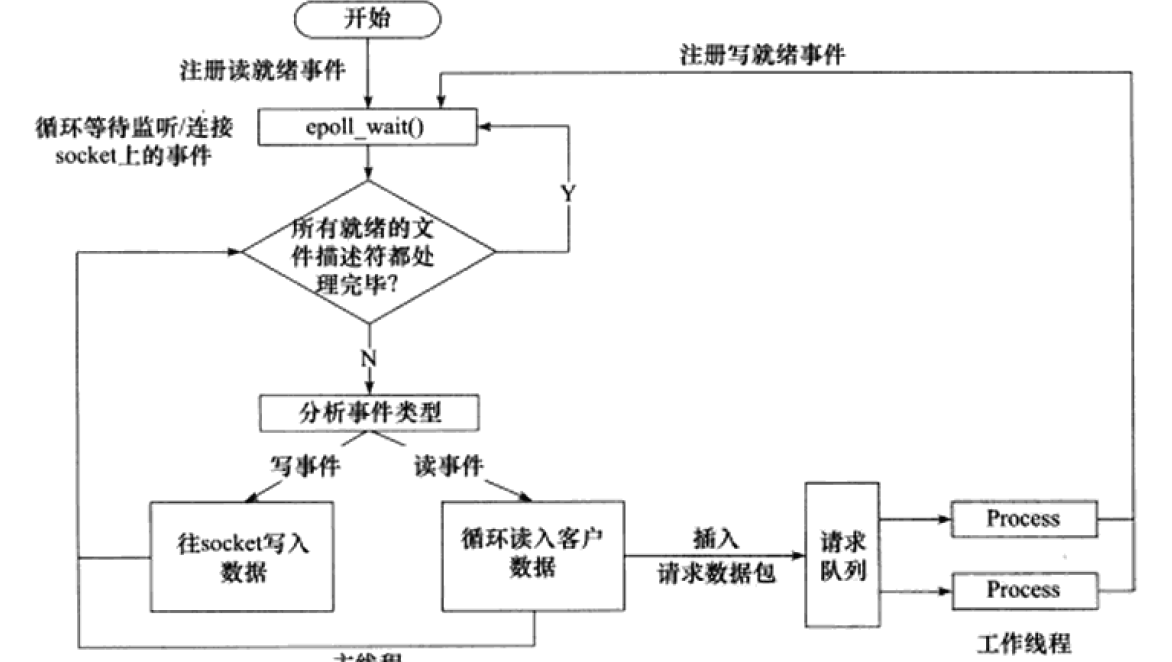 开始
注册读就绪事件
注册写就绪事件
循环等待监听/连接
socket上的事件
epoll_wait()
Y
所有就绪的文
件描述符都处
理完毕?
N
分析事件类型
写事件
读事件
往socket写入
数据
循环读入客户
数据
插入
请求数据包
请求
队列
Process
Process
工作线程
主线程